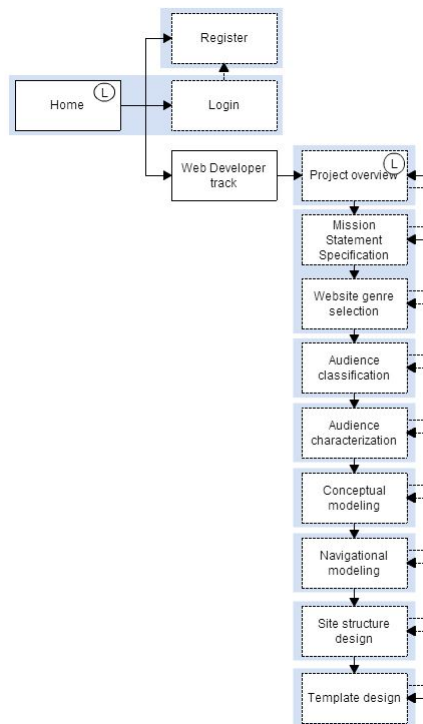 Register
L
Home
Login
Web Developer
track
L
Project overview
Mission
Statement
Specification
Website genre
selection
Audience
classification
Audience
characterization
Conceptual
modeling
Navigational
modeling
Site structure
design
Template design